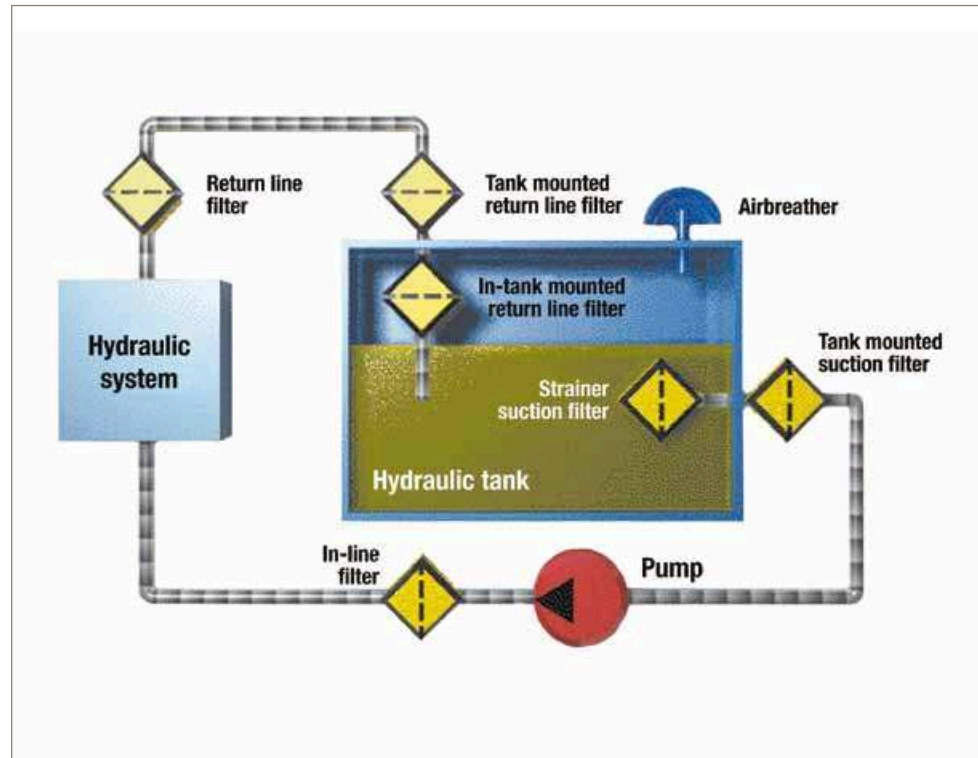 Return line
filter
Tank mounted
return line filter
Airbreather
In-tank mounted
return line filter
Hydraulic
system
Tank mounted
suction filter
Strainer
suction filter
Hydraulic tank
In-line
filter
Pump